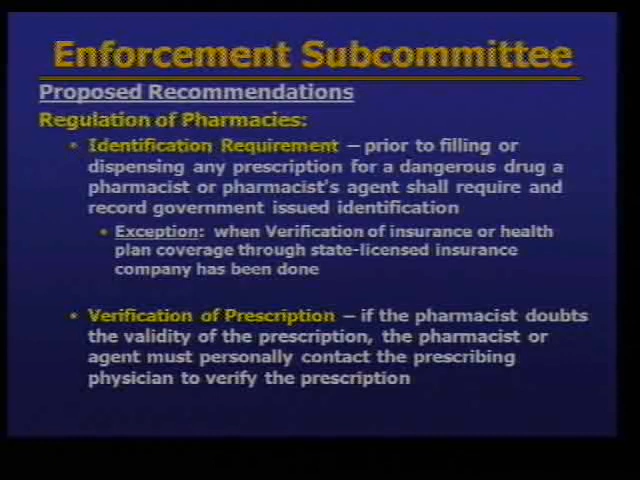 Enforcement Subcommittee
Proposed Recommendations
Regulation of Pharmacies:
• Identification Requirement – prior to filling or
dispensing any prescription for a dangerous drug a
pharmacist or pharmacist's agent shall require and
record government issued identification
• Exception: when Verification of insurance or health
plan coverage through state-licensed insurance
company has been done
• Verification of Prescription – if the pharmacist doubts
the validity of the prescription, the pharmacist or
agent must personally contact the prescribing
physician to verify the prescription